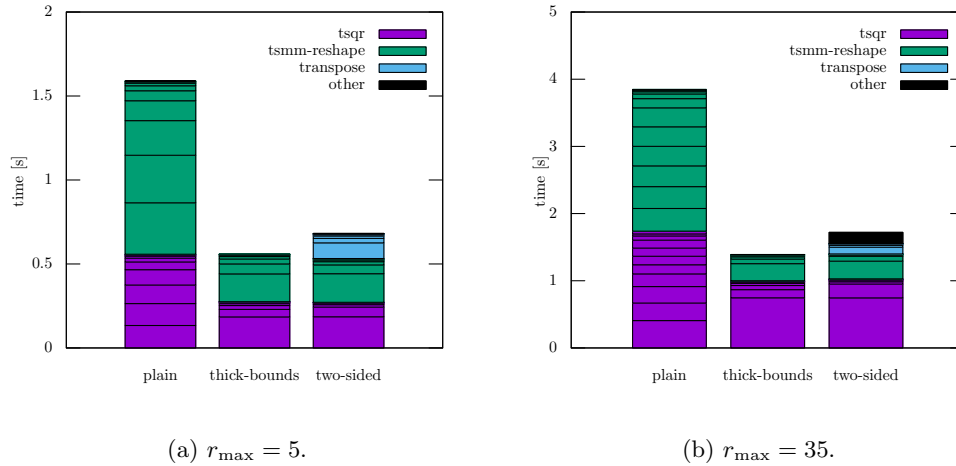 2
1.5
1
0.5
0
time [s]
tsqr
tsmm-reshape
transpose
other
plain thick-bounds two-sided
(a) r_max = 5.
5
4
3
2
1
0
time [s]
tsqr
tsmm-reshape
transpose
other
plain thick-bounds two-sided
(b) r_max = 35.